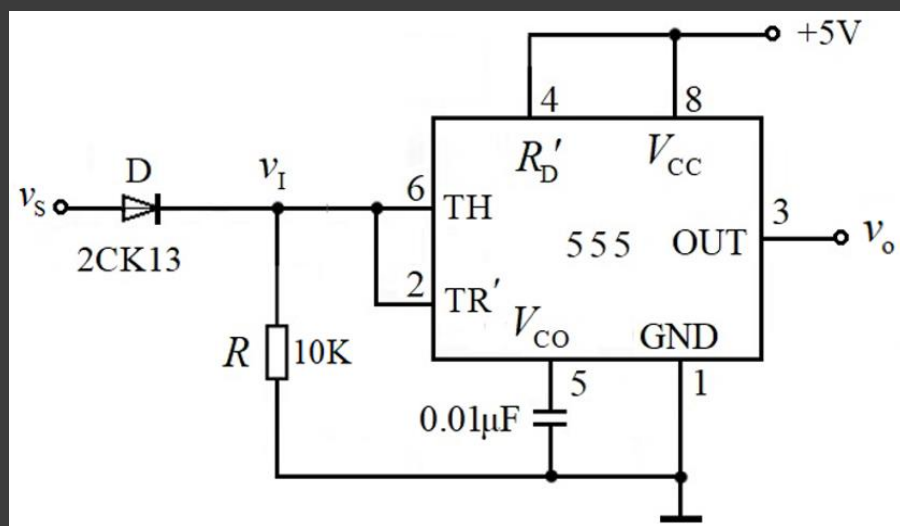 +5V
4
8
R_D′
V_CC
D
v_I
v_S
6
TH
3
2CK13
555
OUT
v_o
2
TR′
V_CO
GND
R
10K
5
1
0.01μF